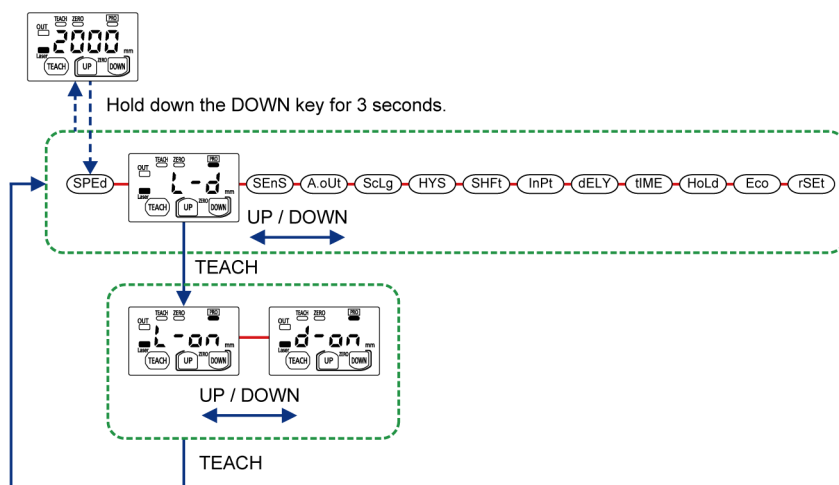 TEACH ZERO PRO
OUT
2000 mm
Laser
TEACH UP ZERO DOWN
Hold down the DOWN key for 3 seconds.
TEACH ZERO PRO
OUT
SPEd L-d mm SEnS A.oUt ScLg HYS SHFt InPt dELY tIME HoLd Eco rSEt
Laser
TEACH UP ZERO DOWN
UP / DOWN
TEACH
TEACH ZERO PRO TEACH ZERO PRO
OUT OUT
L-on mm d-on mm
Laser Laser
TEACH UP ZERO DOWN TEACH UP ZERO DOWN
UP / DOWN
TEACH